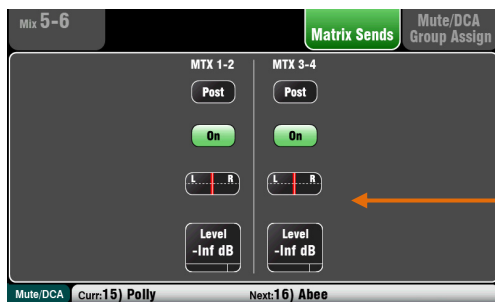 Mix 5-6
Matrix Sends
Mute/DCA
Group Assign
MTX 1-2
MTX 3-4
Post
Post
On
On
L R
L R
Level
-Inf dB
Level
-Inf dB
Mute/DCA Curr:15) Polly Next:16) Abee